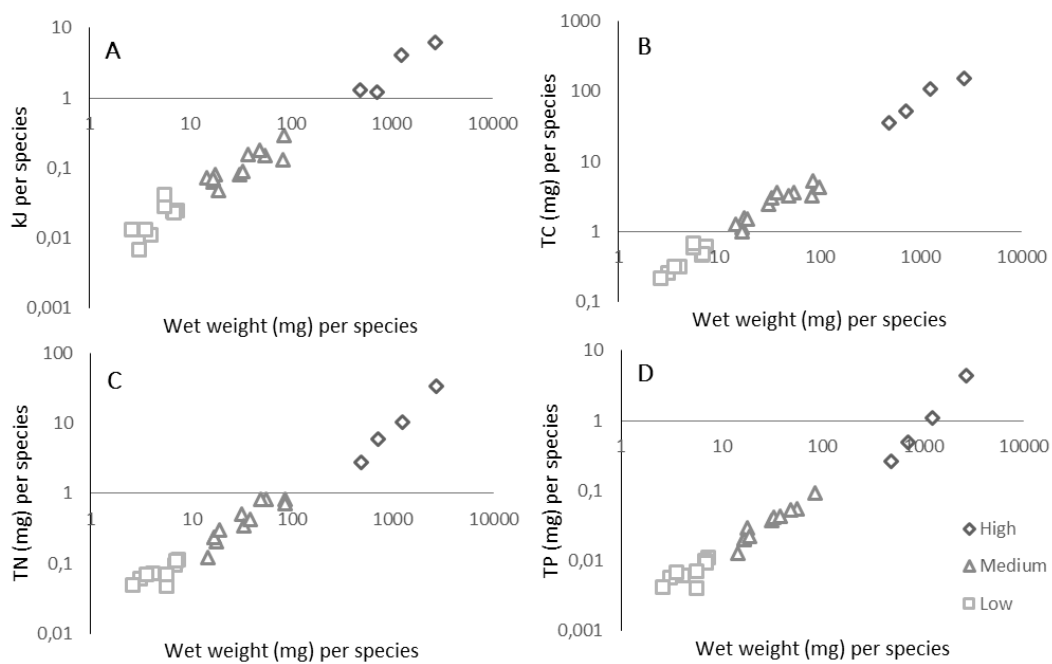 A
kJ per species
10
1
0,1
0,01
0,001
1 10 100 1000 10000
Wet weight (mg) per species
B
TC (mg) per species
1000
100
10
1
0,1
1 10 100 1000 10000
Wet weight (mg) per species
C
TN (mg) per species
100
10
1
0,1
0,01
1 10 100 1000 10000
Wet weight (mg) per species
D
TP (mg) per species
10
1
0,1
0,01
0,001
1 10 100 1000 10000
Wet weight (mg) per species
High
Medium
Low